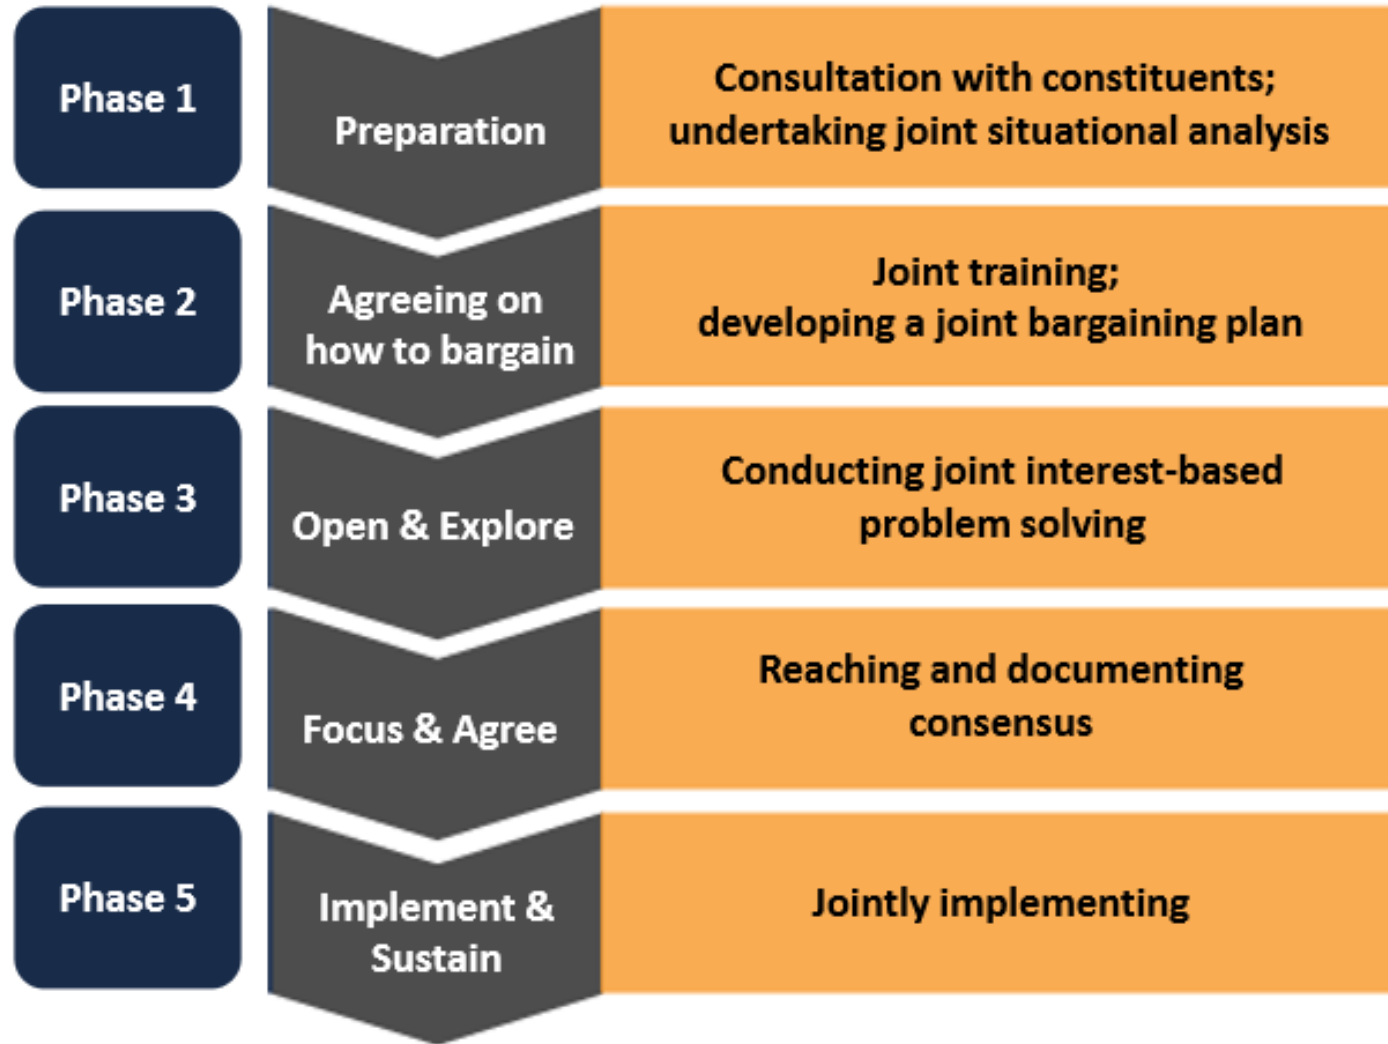 Phase 1
Preparation
Consultation with constituents;
undertaking joint situational analysis
Phase 2
Agreeing on
how to bargain
Joint training;
developing a joint bargaining plan
Phase 3
Open & Explore
Conducting joint interest-based
problem solving
Phase 4
Focus & Agree
Reaching and documenting
consensus
Phase 5
Implement &
Sustain
Jointly implementing